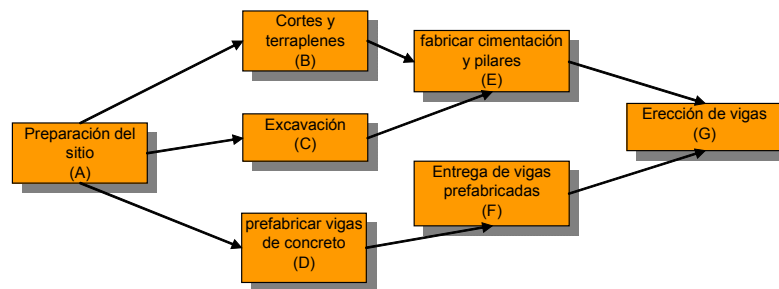 Preparación del
sitio
(A)
Cortes y
terraplenes
(B)
Excavación
(C)
prefabricar vigas
de concreto
(D)
fabricar cimentación
y pilares
(E)
Entrega de vigas
prefabricadas
(F)
Erección de vigas
(G)